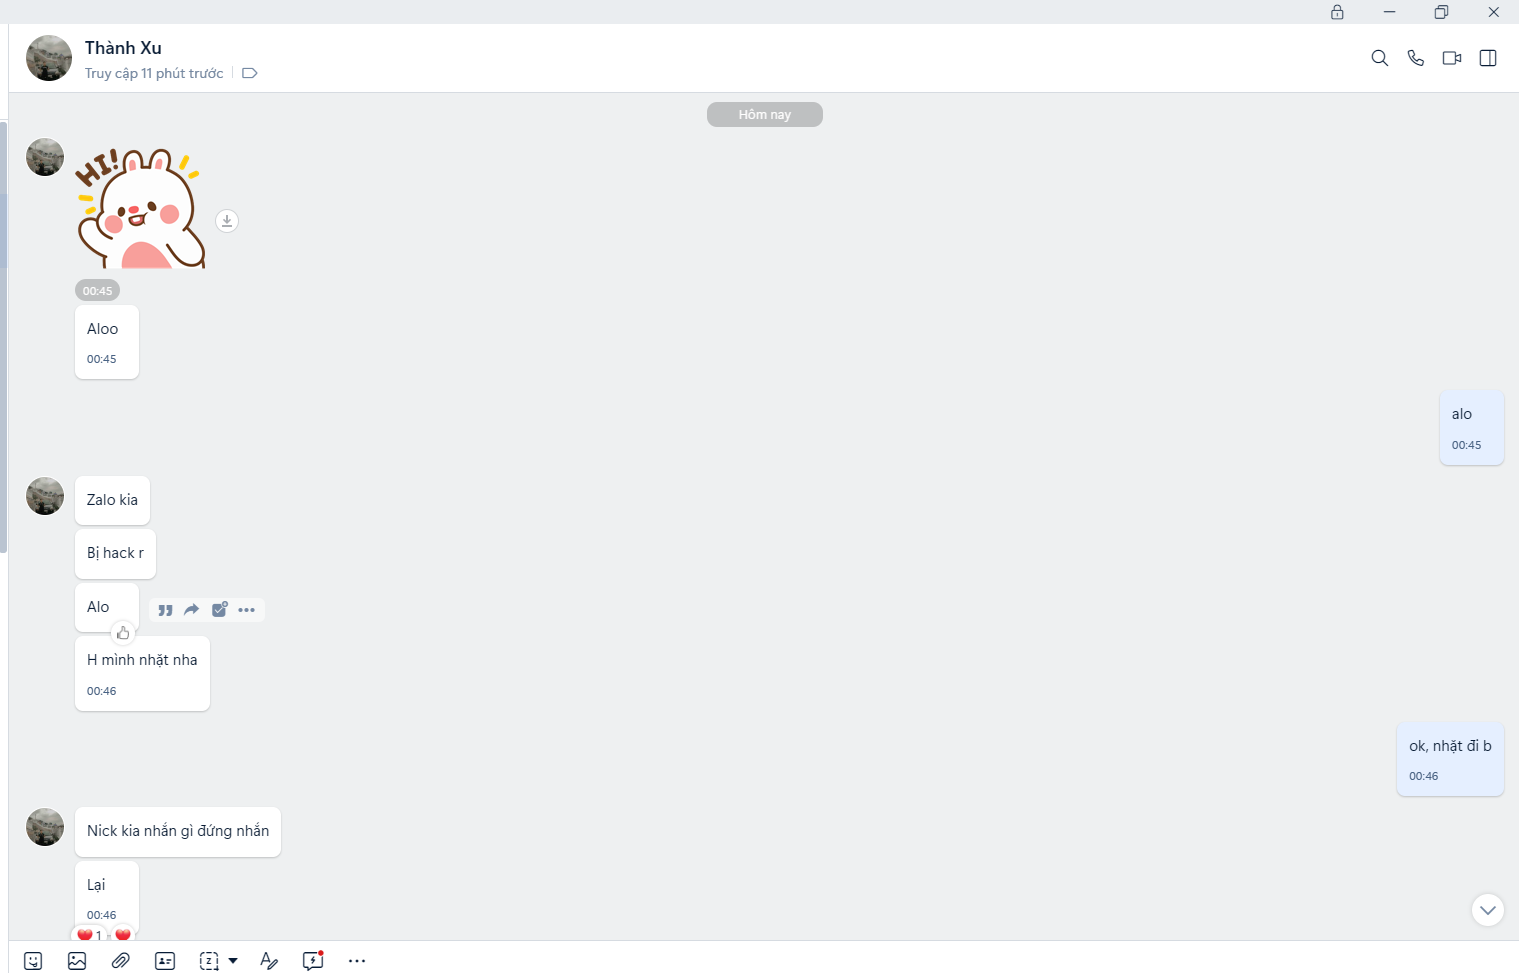 Thành Xu
Truy cập 11 phút trước
Hôm nay
HI!
00:45
Aloo
00:45
alo
00:45
Zalo kia
Bị hack r
Alo
H mình nhặt nha
00:46
ok, nhặt đi b
00:46
Nick kia nhắn gì đứng nhắn
Lại
00:46
1